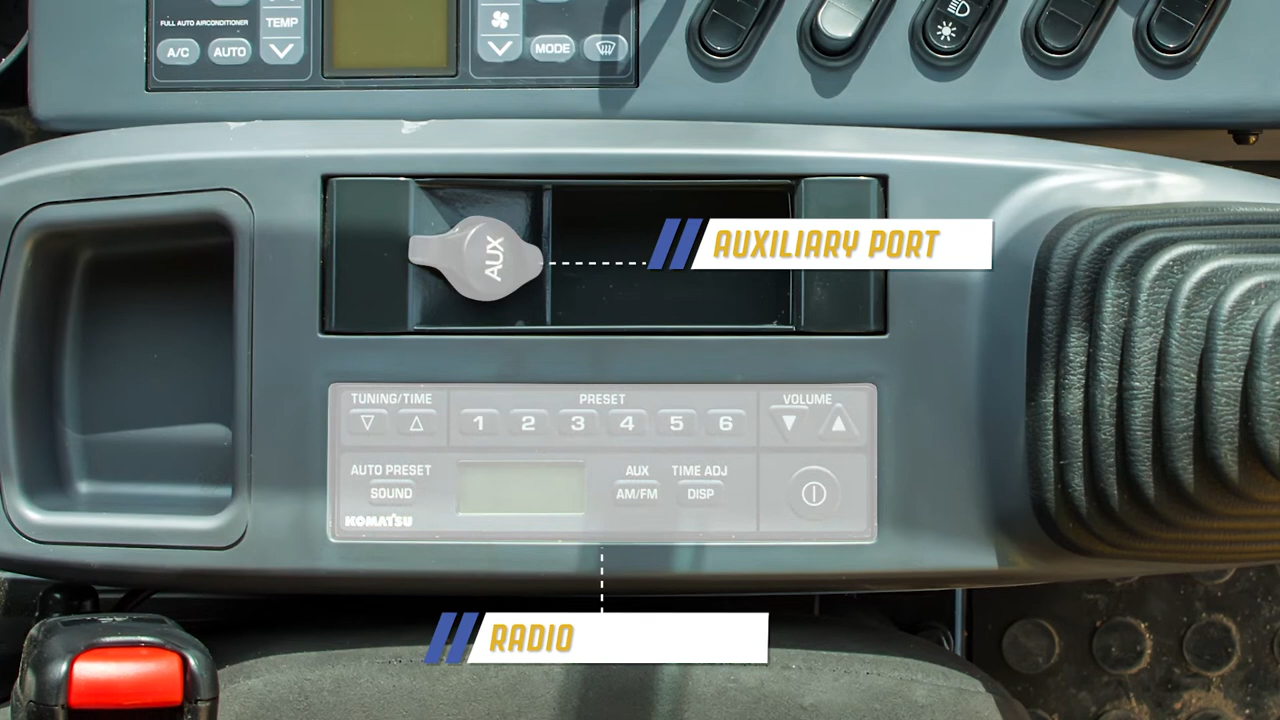 FULL AUTO AIRCONDITIONER
TEMP
A/C
AUTO
MODE
AUX
AUXILIARY PORT
TUNING/TIME
PRESET
VOLUME
1 2 3 4 5 6
AUTO PRESET
AUX
TIME ADJ
SOUND
AM/FM
DISP
KOMATSU
RADIO